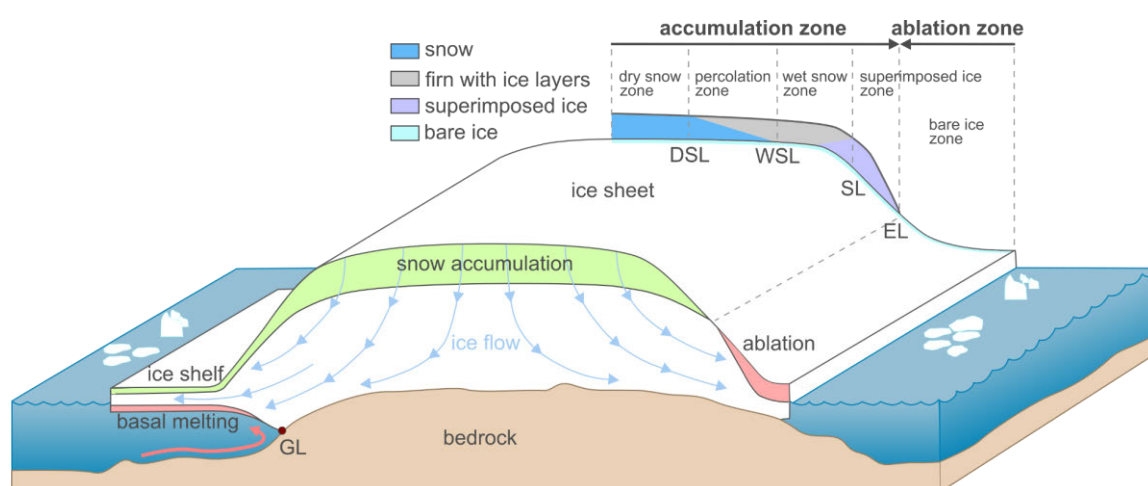 accumulation zone
ablation zone
snow
firn with ice layers
superimposed ice
bare ice
dry snow
zone
percolation
zone
wet snow
zone
superimposed ice
zone
bare ice
zone
DSL
WSL
SL
EL
ice sheet
snow accumulation
ice flow
ablation
ice shelf
basal melting
GL
bedrock